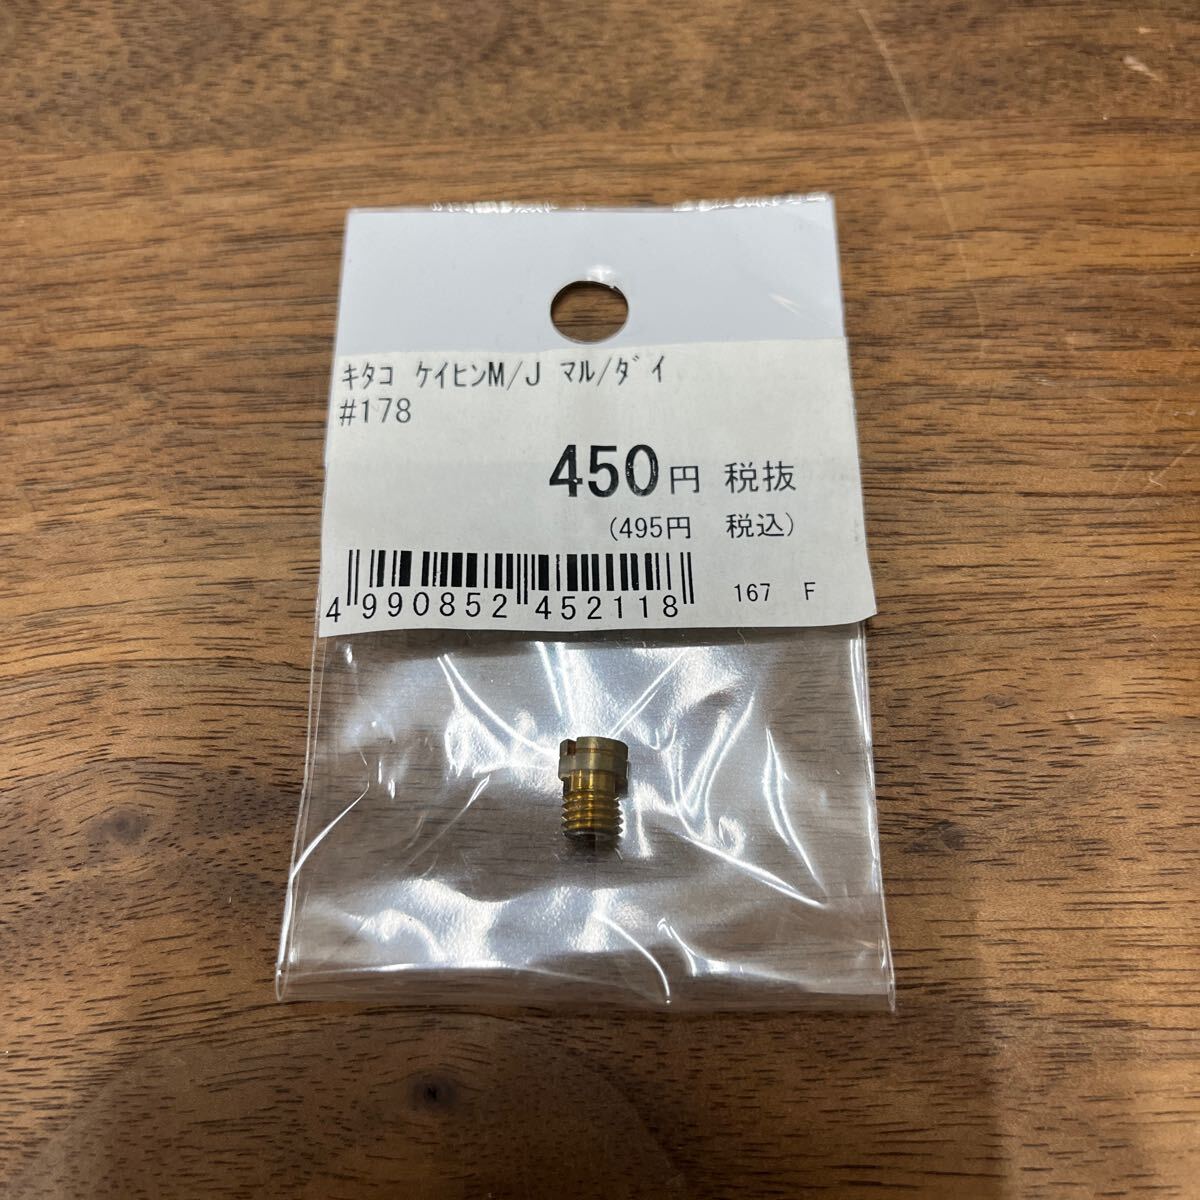 ｷﾀｺ ｹｲﾋﾝM/J ﾏﾙ/ﾀﾞｲ
#178
450円 税抜
(495円 税込)
4 990852 452118
167 F